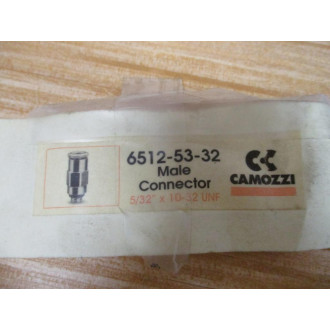 6512-53-32
Male
Connector
5/32" x 10-32 UNF
CAMOZZI